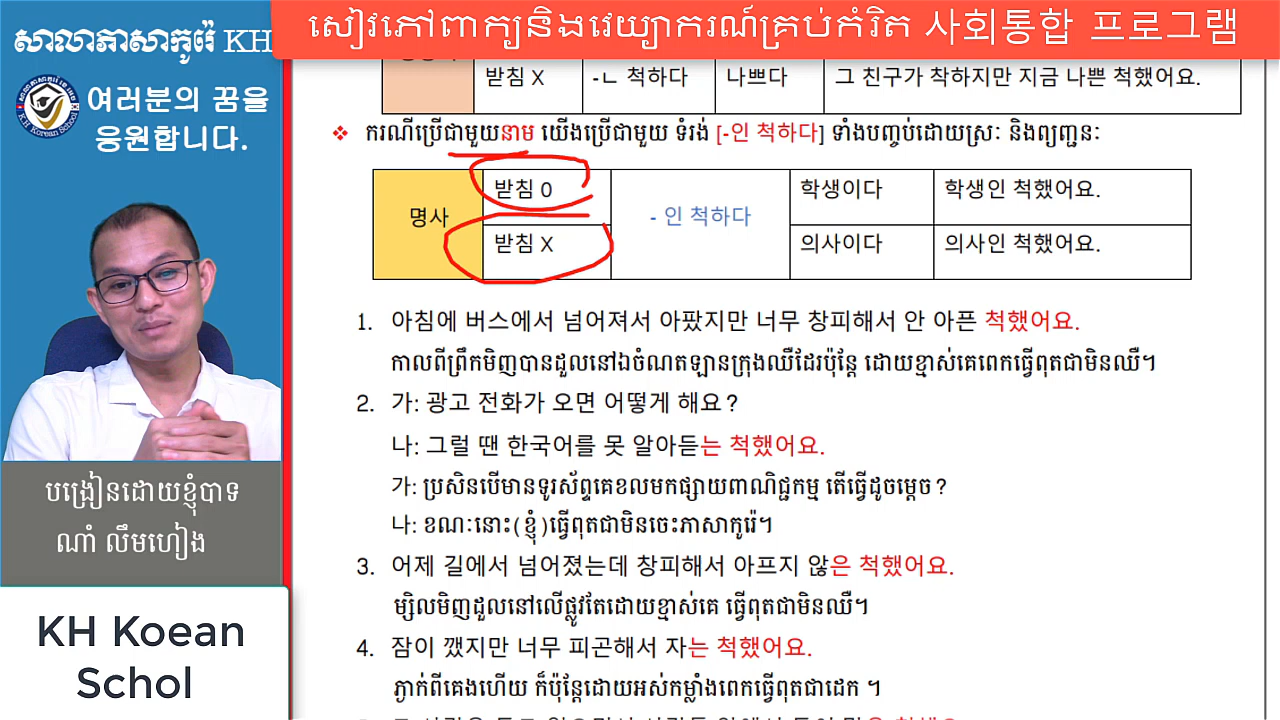 សាលាភាសាកូរ៉េ KH
សៀវភៅពាក្យនិងវេយ្យាករណ៍គ្រប់កំរិត 사회통합 프로그램
여러분의 꿈을
응원합니다.
받침 X
-ㄴ 척하다
나쁘다
그 친구가 착하지만 지금 나쁜 척했어요.
❖ ករណីប្រើជាមួយនាម យើងប្រើជាមួយ ទំរង់ [-인 척하다] ទាំងបញ្ចប់ដោយស្រៈ និងព្យញ្ជនៈ
명사
받침 0
- 인 척하다
학생이다
학생인 척했어요.
받침 X
의사이다
의사인 척했어요.
1. 아침에 버스에서 넘어져서 아팠지만 너무 창피해서 안 아픈 척했어요.
កាលពីព្រឹកមិញបានដួលនៅឯចំណតឡានក្រុងឈឺដែរប៉ុន្តែ ដោយខ្មាស់គេពេកធ្វើពុតជាមិនឈឺ។
2. 가: 광고 전화가 오면 어떻게 해요?
나: 그럴 땐 한국어를 못 알아듣는 척했어요.
가: ប្រសិនបើមានទូរស័ព្ទគេខលមកផ្សាយពាណិជ្ជកម្ម តើធ្វើដូចម្ដេច?
나: ខណៈនោះ(ខ្ញុំ)ធ្វើពុតជាមិនចេះភាសាកូរ៉េ។
3. 어제 길에서 넘어졌는데 창피해서 아프지 않은 척했어요.
ម្សិលមិញដួលនៅលើផ្លូវតែដោយខ្មាស់គេ ធ្វើពុតជាមិនឈឺ។
4. 잠이 깼지만 너무 피곤해서 자는 척했어요.
ភ្ងាក់ពីគេងហើយ ក៏ប៉ុន្តែដោយអស់កម្លាំងពេកធ្វើពុតជាដេក ។
បង្រៀនដោយខ្ញុំបាទ
ណាំ លឹមហៀង
KH Koean
Schol